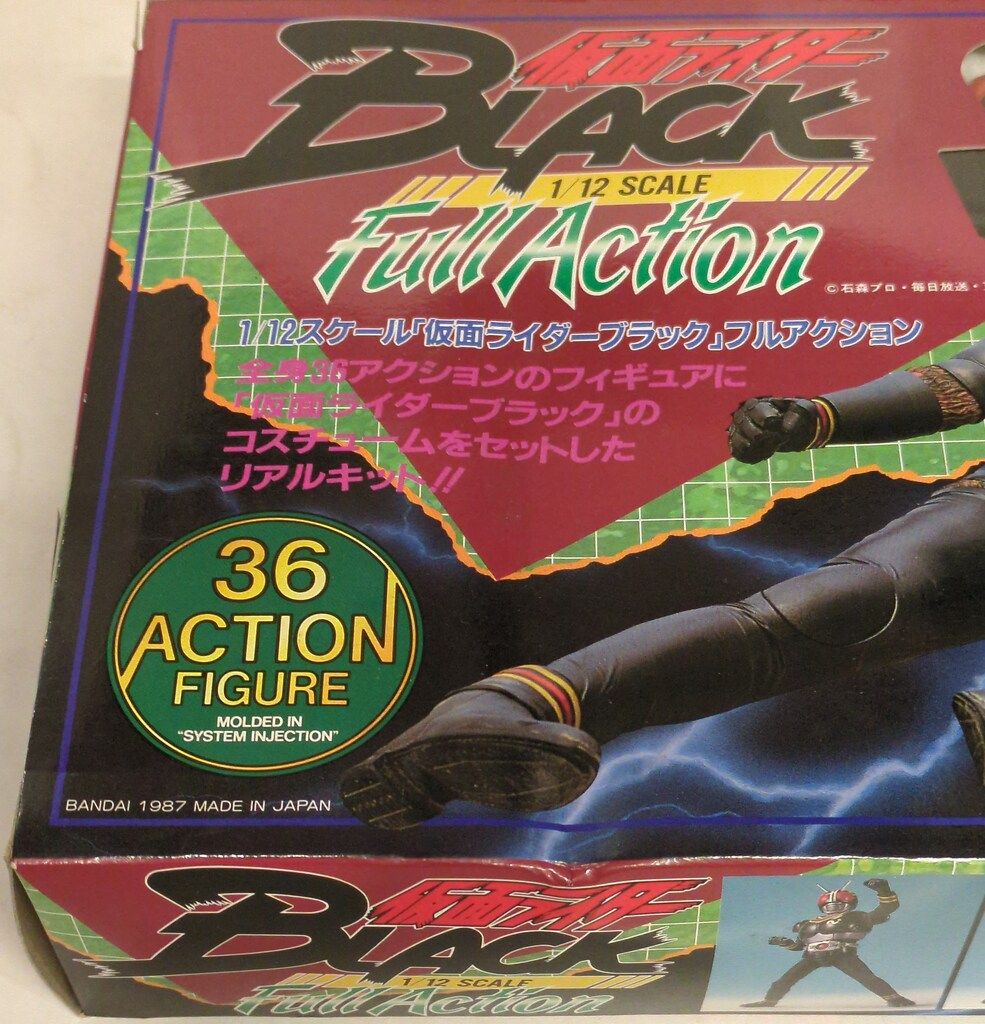 仮面ライダー
BLACK
1/12 SCALE
Full Action
©石森プロ・毎日放送・
1/12スケール「仮面ライダーブラック」フルアクション
全身36アクションのフィギュアに
「仮面ライダーブラック」の
コスチュームをセットした
リアルキット!!
36
ACTION
FIGURE
MOLDED IN
"SYSTEM INJECTION"
BANDAI 1987 MADE IN JAPAN
仮面ライダー
BLACK
1/12 SCALE
Full Action